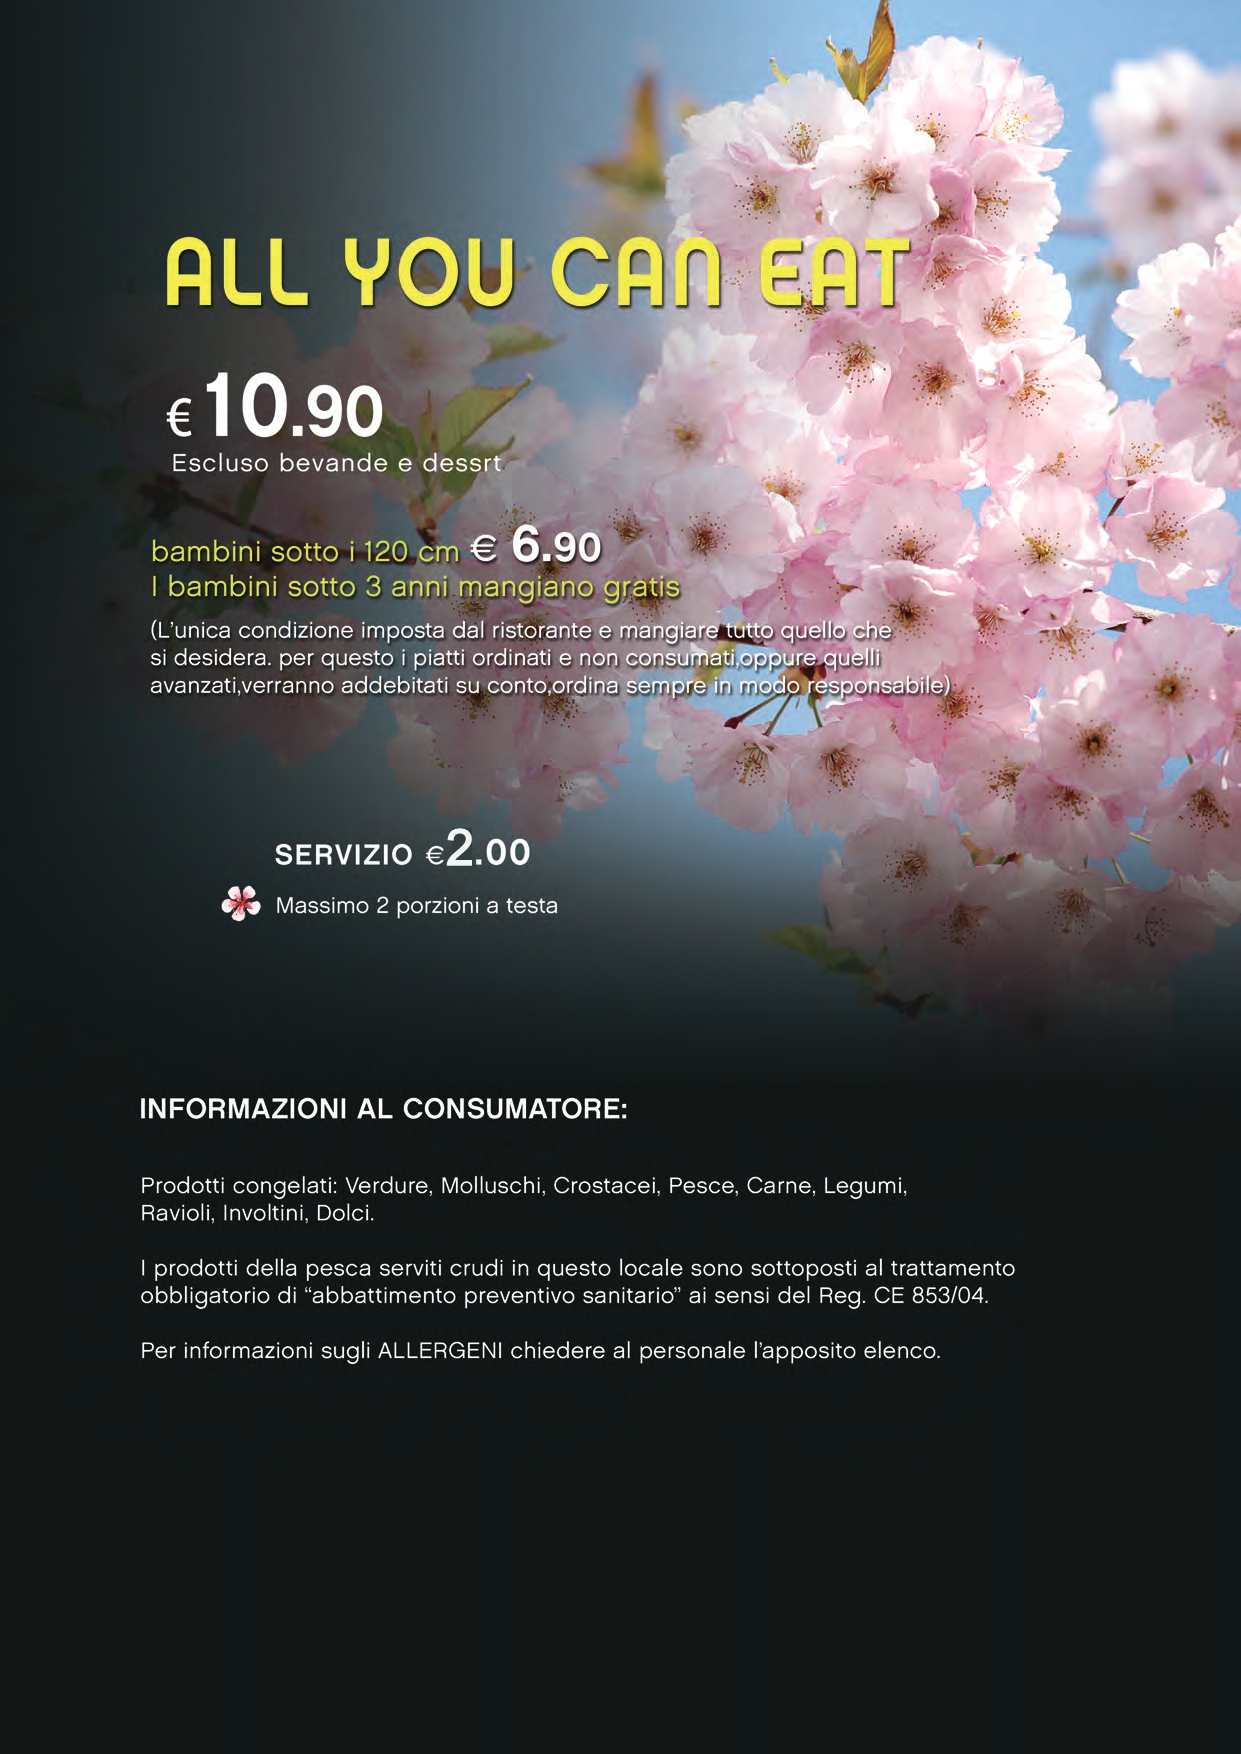 ALL YOU CAN EAT
€ 10.90
Escluso bevande e dessrt
bambini sotto i 120 cm € 6.90
I bambini sotto 3 anni mangiano gratis
(L'unica condizione imposta dal ristorante e mangiare tutto quello che
si desidera. per questo i piatti ordinati e non consumati,oppure quelli
avanzati,verranno addebitati su conto,ordina sempre in modo responsabile)
SERVIZIO €2.00
Massimo 2 porzioni a testa
INFORMAZIONI AL CONSUMATORE:
Prodotti congelati: Verdure, Molluschi, Crostacei, Pesce, Carne, Legumi,
Ravioli, Involtini, Dolci.
I prodotti della pesca serviti crudi in questo locale sono sottoposti al trattamento
obbligatorio di “abbattimento preventivo sanitario” ai sensi del Reg. CE 853/04.
Per informazioni sugli ALLERGENI chiedere al personale l'apposito elenco.